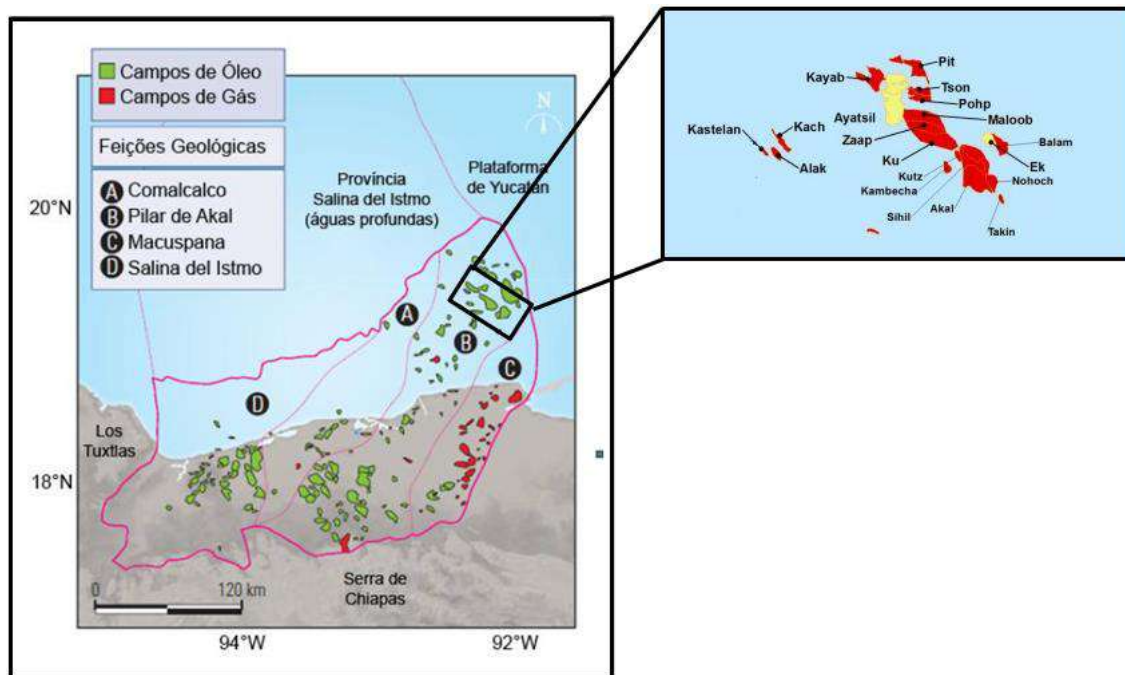 Campos de Óleo
Campos de Gás
Feições Geológicas
A Comalcalco
B Pilar de Akal
C Macuspana
D Salina del Istmo
N
Plataforma
de Yucatán
Província
Salina del Istmo
(águas profundas)
20°N
A
B
C
D
Los
Tuxtlas
18°N
0 120 km
Serra de
Chiapas
94°W 92°W
Pit
Kayab
Tson
Pohp
Ayatsil
Maloob
Kach
Zaap
Kastelan
Balam
Alak
Ku
Ek
Kutz
Nohoch
Kambecha
Sihil
Akal
Takin